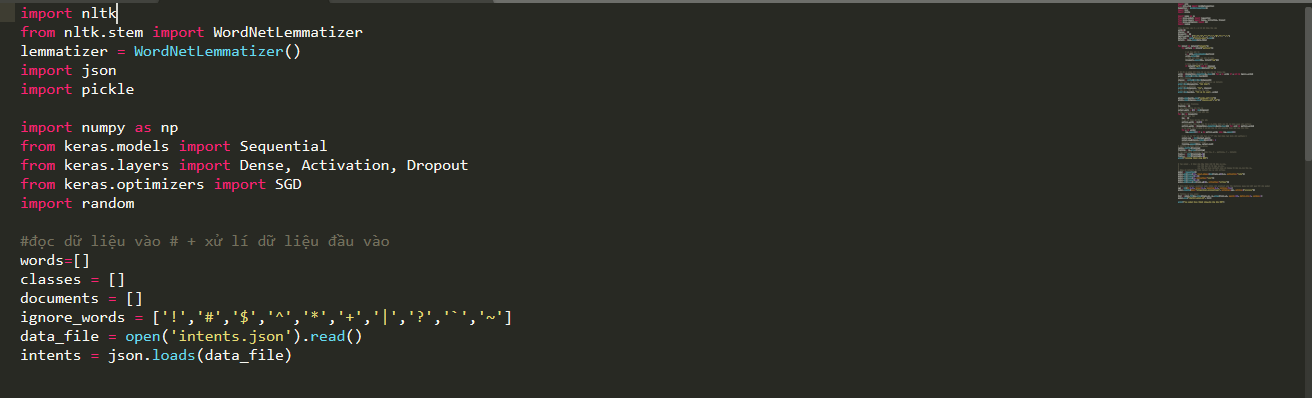 import nltk
from nltk.stem import WordNetLemmatizer
lemmatizer = WordNetLemmatizer()
import json
import pickle
import numpy as np
from keras.models import Sequential
from keras.layers import Dense, Activation, Dropout
from keras.optimizers import SGD
import random
#đọc dữ liệu vào # + xử lí dữ liệu đầu vào
words=[]
classes = []
documents = []
ignore_words = ['!','#','$','^','*','+','|','?','`','~']
data_file = open('intents.json').read()
intents = json.loads(data_file)